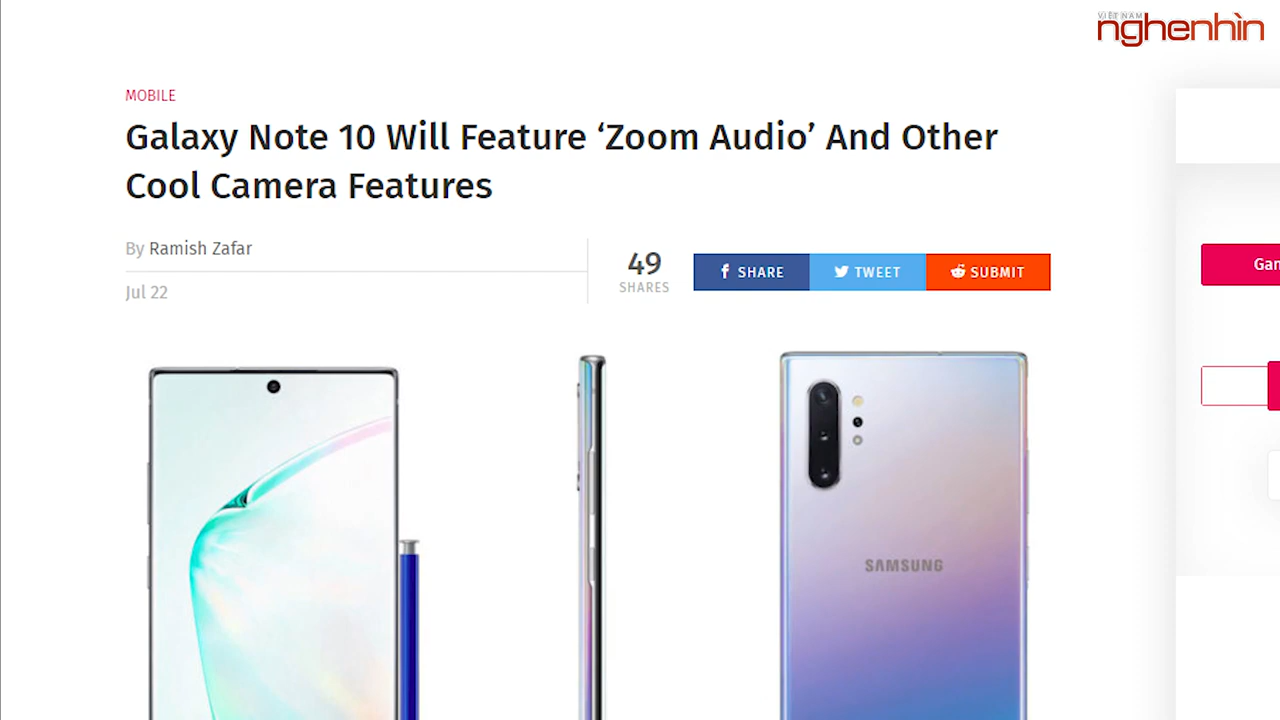 VIỆT NAM
nghenhìn
MOBILE
Galaxy Note 10 Will Feature ‘Zoom Audio’ And Other
Cool Camera Features
By Ramish Zafar
Jul 22
49
SHARES
SHARE
TWEET
SUBMIT
SAMSUNG